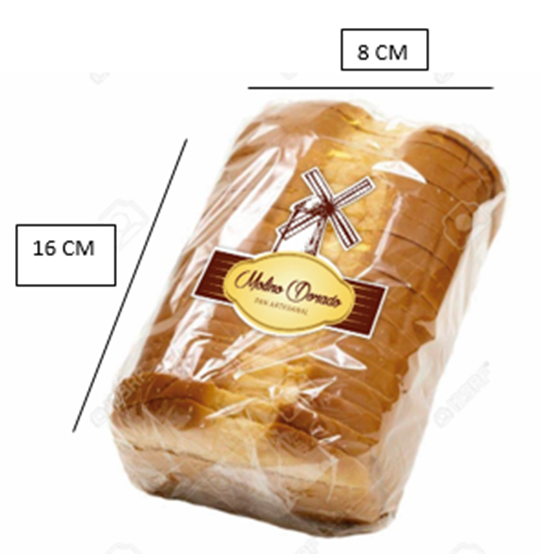 8 CM
16 CM
Molino Dorado
PAN ARTESANAL